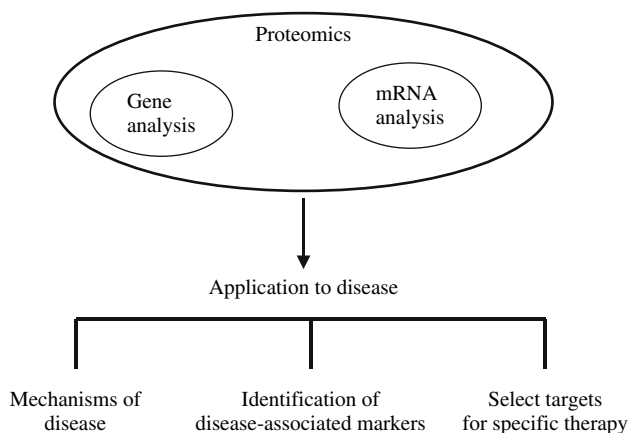 Proteomics
Gene
analysis
mRNA
analysis
Application to disease
Mechanisms of
disease
Identification of
disease-associated markers
Select targets
for specific therapy